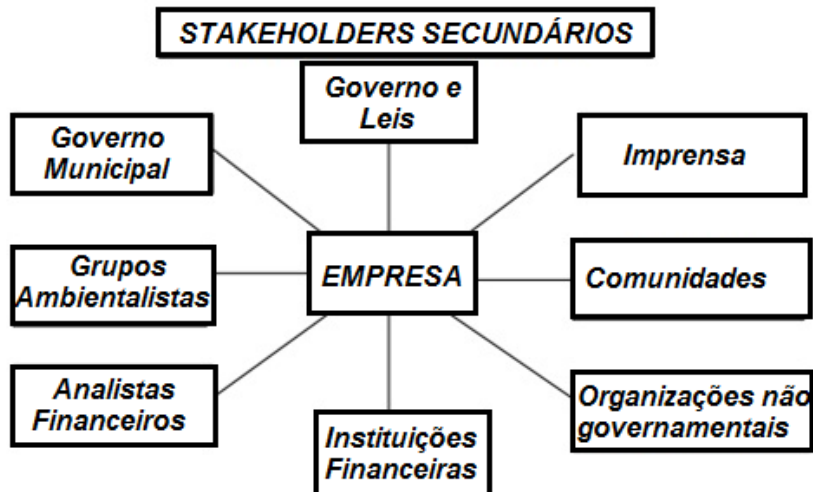 STAKEHOLDERS SECUNDÁRIOS
Governo e
Leis
Governo
Municipal
Imprensa
Grupos
Ambientalistas
EMPRESA
Comunidades
Analistas
Financeiros
Instituições
Financeiras
Organizações não
governamentais